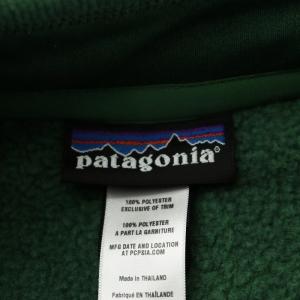 patagonia®
100% POLYESTER
EXCLUSIVE OF TRIM
100% POLYESTER
A PART LA GARNITURE
MFG DATE AND LOCATION @
PCPSIA.COM
Made in THAILAND
Fabriqué EN THAÏLANDE